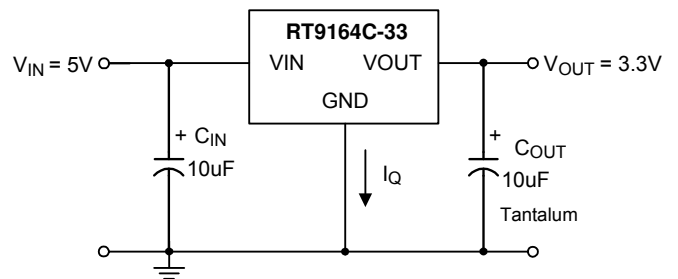 RT9164C-33
VIN = 5V
VIN
VOUT
VOUT = 3.3V
GND
+ CIN
10uF
IQ
+
COUT
10uF
Tantalum